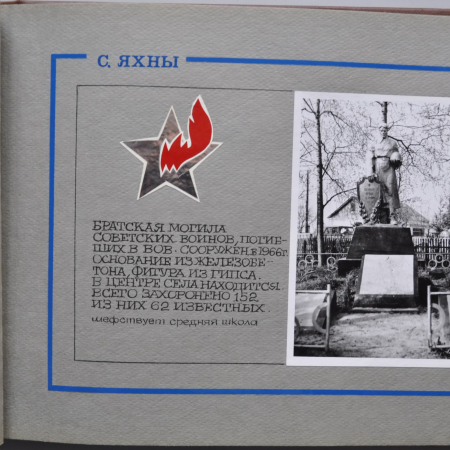 С. ЯХНЫ
БРАТСКАЯ МОГИЛА
СОВЕТСКИХ ВОИНОВ, ПОГИБ-
ШИХ В ВОВ. СООРУЖЕН В 1966 г.
ОСНОВАНИЕ ИЗ ЖЕЛЕЗОБЕ-
ТОНА, ФИГУРА ИЗ ГИПСА.
В ЦЕНТРЕ СЕЛА НАХОДИТСЯ.
ВСЕГО ЗАХОРОНЕНО 152
ИЗ НИХ 62 ИЗВЕСТНЫХ.
шефствует средняя школа